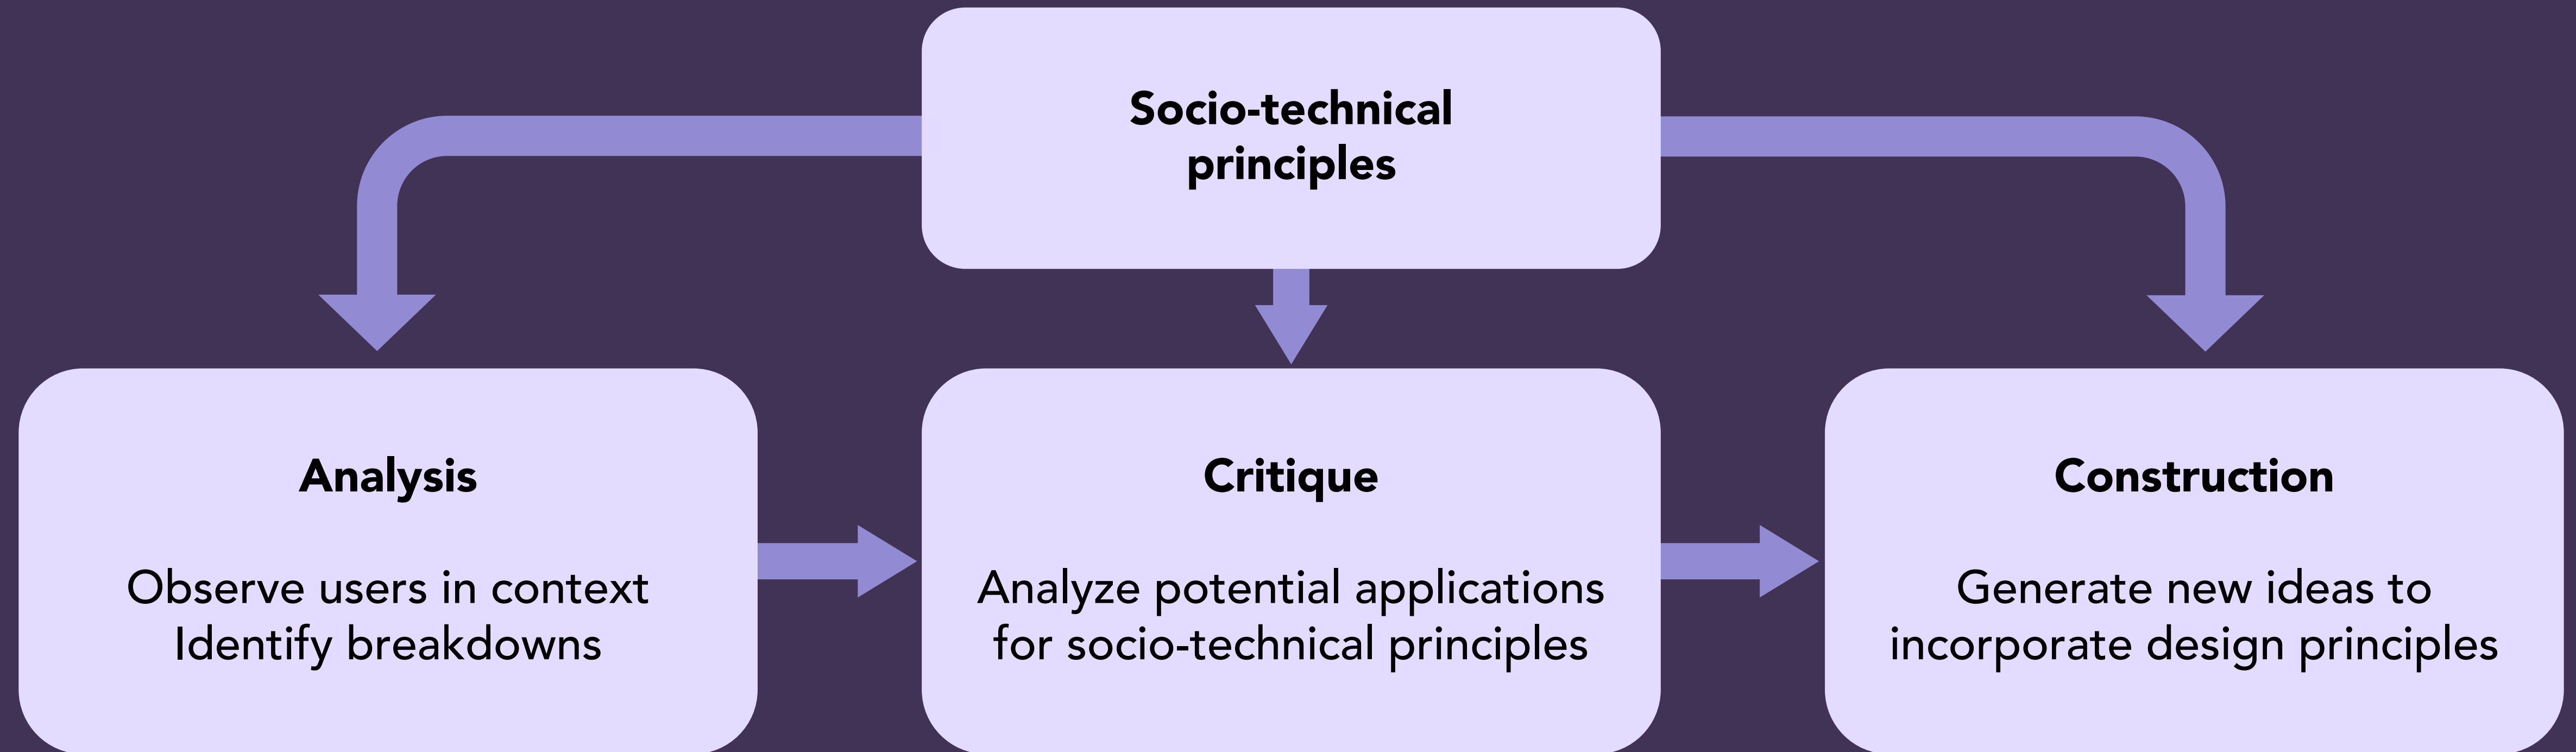 Socio-technical
principles
Analysis
Observe users in context
Identify breakdowns
Critique
Analyze potential applications
for socio-technical principles
Construction
Generate new ideas to
incorporate design principles